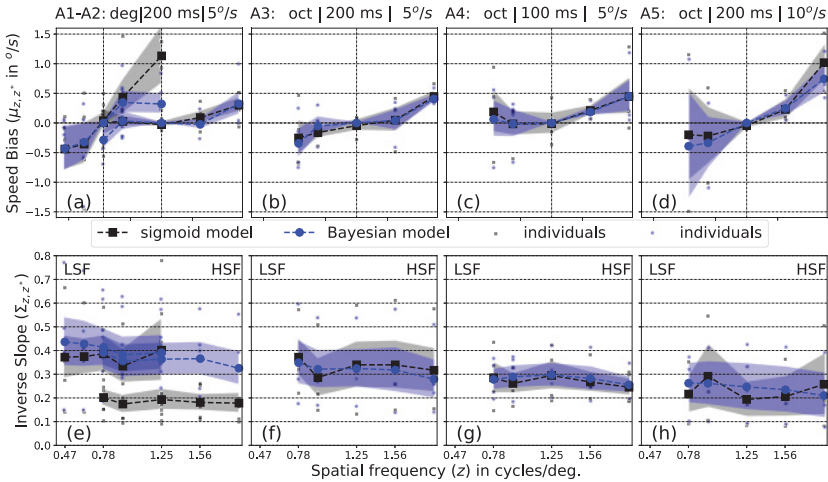 A1-A2: deg|200 ms|5°/s
A3: oct |200 ms| 5°/s
A4: oct |100 ms| 5°/s
A5: oct |200 ms|10°/s
Speed Bias (μz,z* in °/s)
1.5
1.0
0.5
0.0
−0.5
−1.0
−1.5
(a)
(b)
(c)
(d)
sigmoid model
Bayesian model
individuals
individuals
Inverse Slope (Σz,z*)
0.8
0.7
0.6
0.5
0.4
0.3
0.2
0.1
0.0
LSF HSF
LSF HSF
LSF HSF
LSF HSF
(e)
(f)
(g)
(h)
0.47 0.78 1.25 1.56
0.47 0.78 1.25 1.56
0.47 0.78 1.25 1.56
0.47 0.78 1.25 1.56
Spatial frequency (z) in cycles/deg.